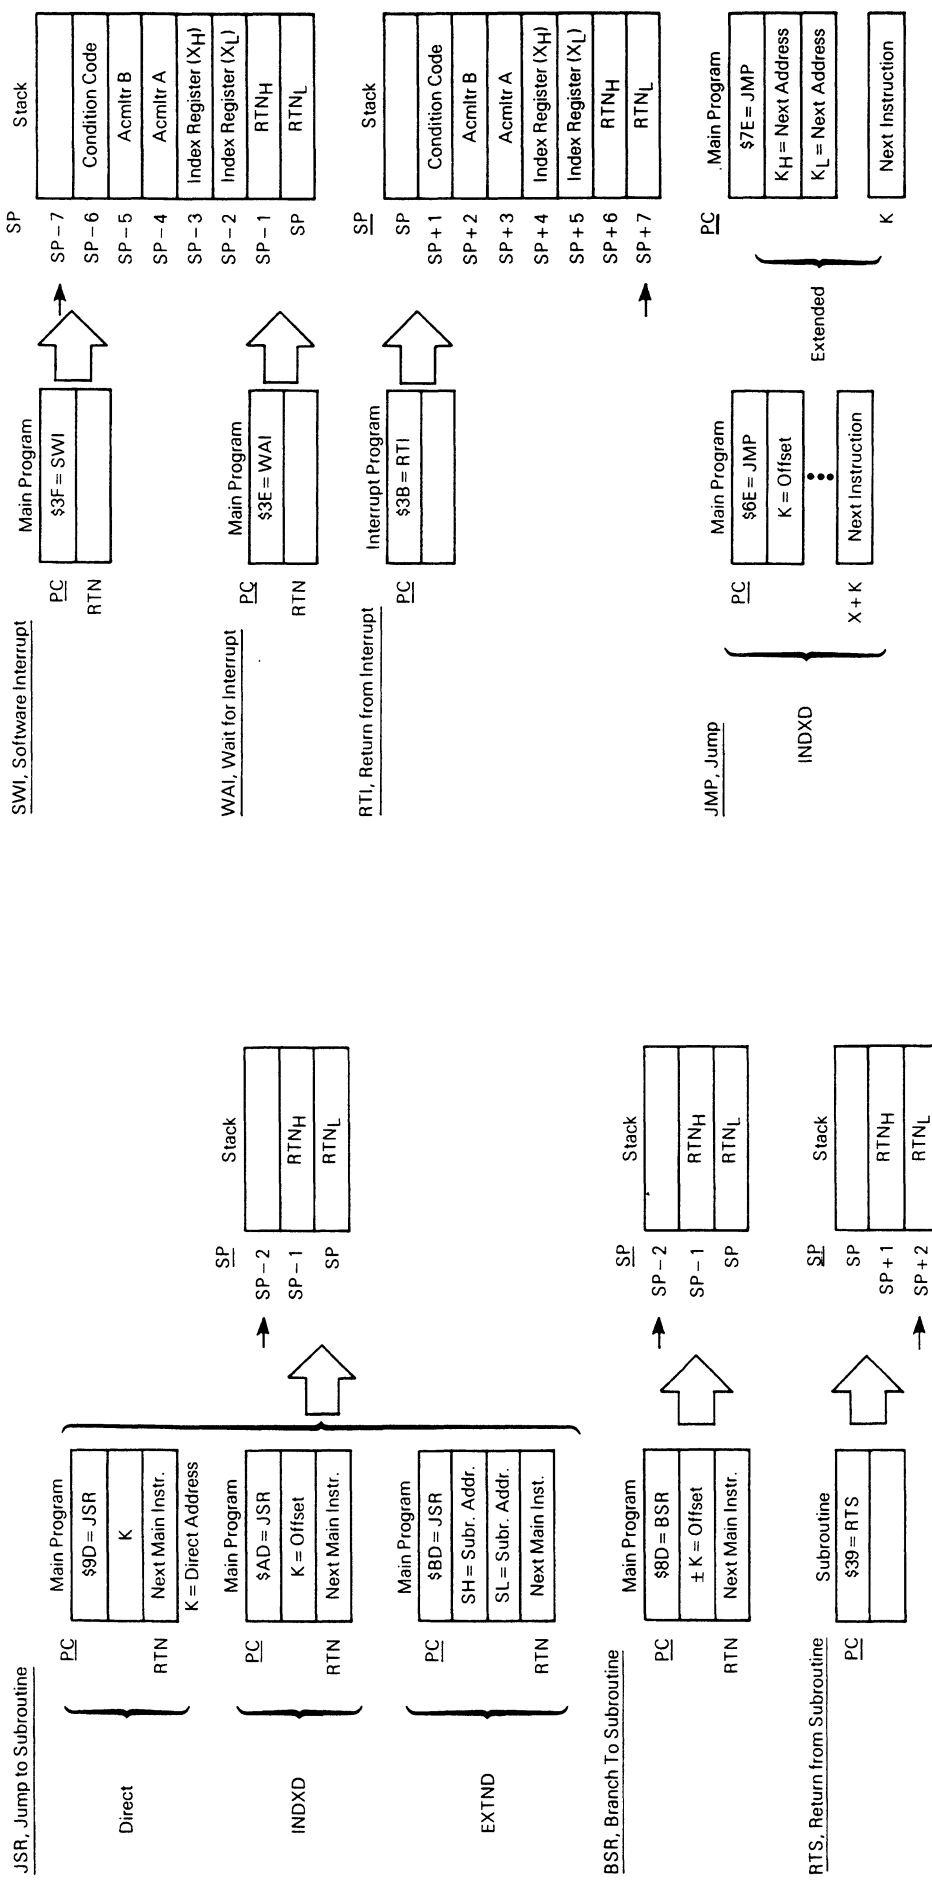 JSR, Jump to Subroutine
Direct
PC
RTN
Main Program
$9D = JSR
K
Next Main Instr.
K = Direct Address
INDXD
PC
RTN
Main Program
$AD = JSR
K = Offset
Next Main Instr.
EXTND
PC
RTN
Main Program
$BD = JSR
SH = Subr. Addr.
SL = Subr. Addr.
Next Main Inst.
SP
SP − 2
SP − 1
SP
Stack
RTNH
RTNL
BSR, Branch To Subroutine
PC
RTN
Main Program
$8D = BSR
± K = Offset
Next Main Instr.
SP
SP − 2
SP − 1
SP
Stack
RTNH
RTNL
RTS, Return from Subroutine
PC
Subroutine
$39 = RTS
SP
SP
SP + 1
SP + 2
Stack
RTNH
RTNL
SWI, Software Interrupt
PC
RTN
Main Program
$3F = SWI
WAI, Wait for Interrupt
PC
RTN
Main Program
$3E = WAI
SP
SP − 7
SP − 6
SP − 5
SP − 4
SP − 3
SP − 2
SP − 1
SP
Stack
Condition Code
Acmltr B
Acmltr A
Index Register (XH)
Index Register (XL)
RTNH
RTNL
RTI, Return from Interrupt
PC
Interrupt Program
$3B = RTI
SP
SP
SP + 1
SP + 2
SP + 3
SP + 4
SP + 5
SP + 6
SP + 7
Stack
Condition Code
Acmltr B
Acmltr A
Index Register (XH)
Index Register (XL)
RTNH
RTNL
JMP, Jump
INDXD
PC
X + K
Main Program
$6E = JMP
K = Offset
Next Instruction
Extended
PC
K
Main Program
$7E = JMP
KH = Next Address
KL = Next Address
Next Instruction